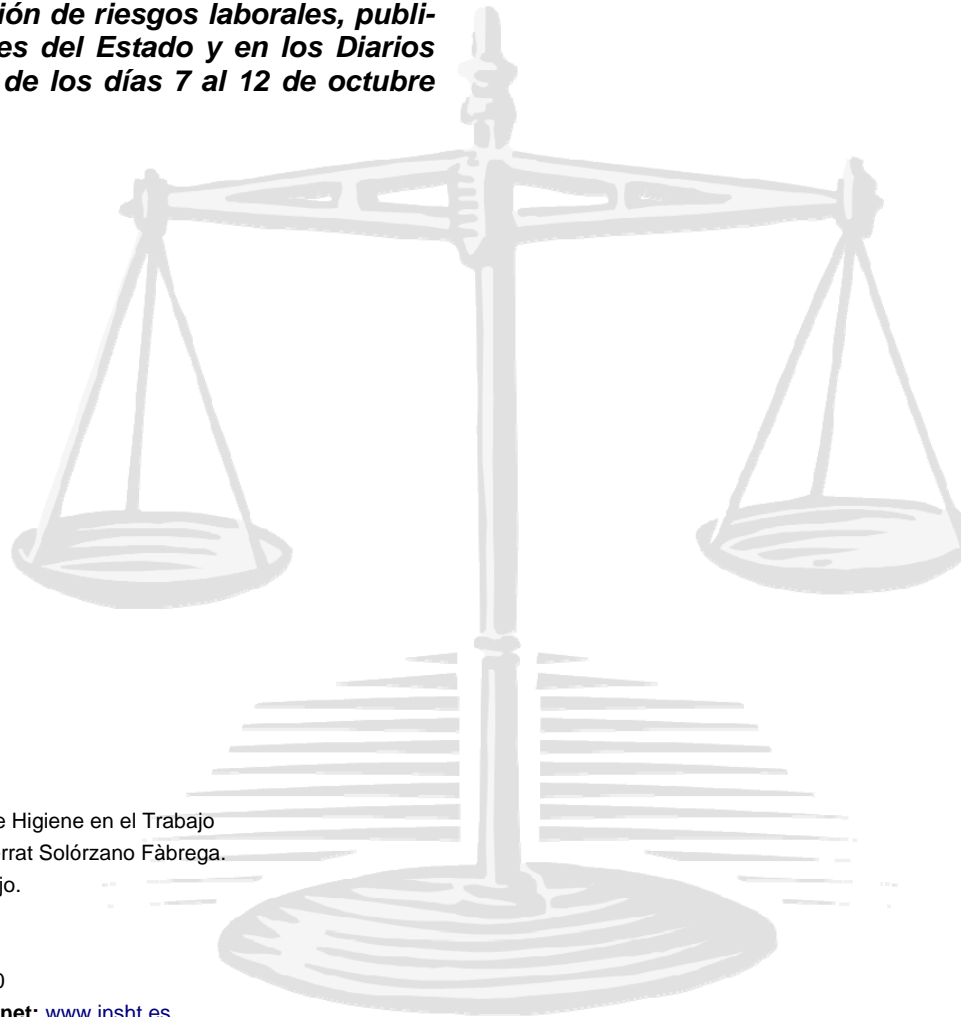 ión de riesgos laborales, publi-
es del Estado y en los Diarios
de los días 7 al 12 de octubre
e Higiene en el Trabajo
rrat Solórzano Fàbrega.
jo.
0
net: www.insht.es